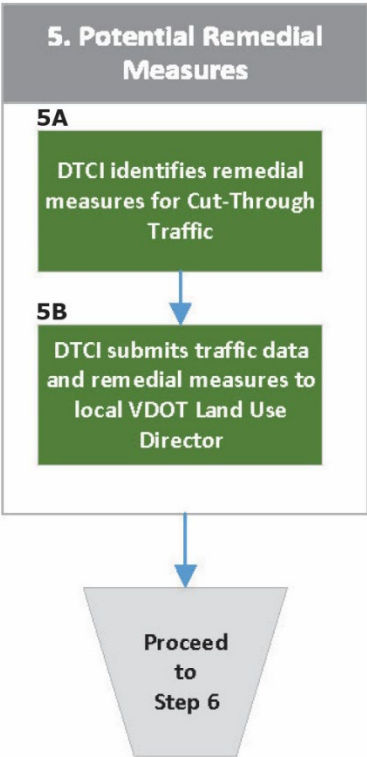 5. Potential Remedial
Measures
5A
DTCI identifies remedial
measures for Cut-Through
Traffic
5B
DTCI submits traffic data
and remedial measures to
local VDOT Land Use
Director
Proceed
to
Step 6